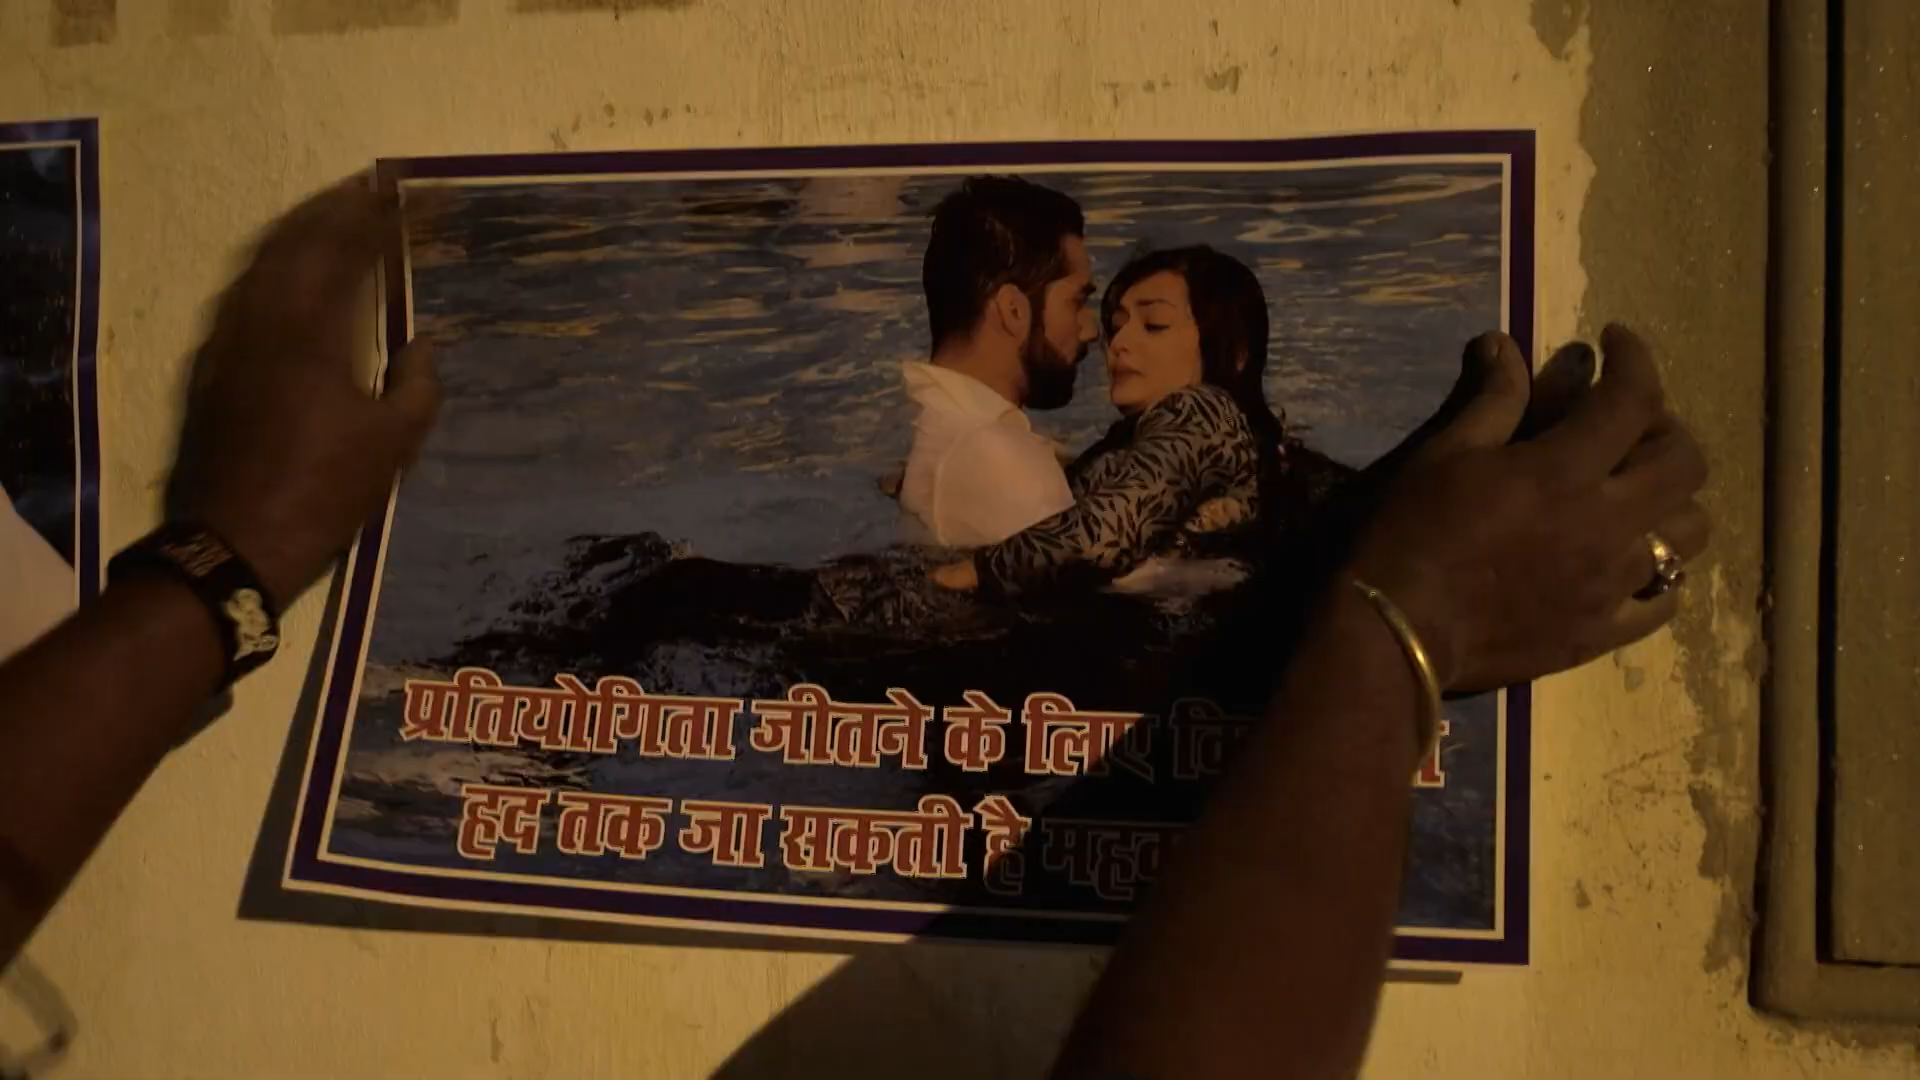 प्रतियोगिता जीतने के लिए
हद तक जा सकती है